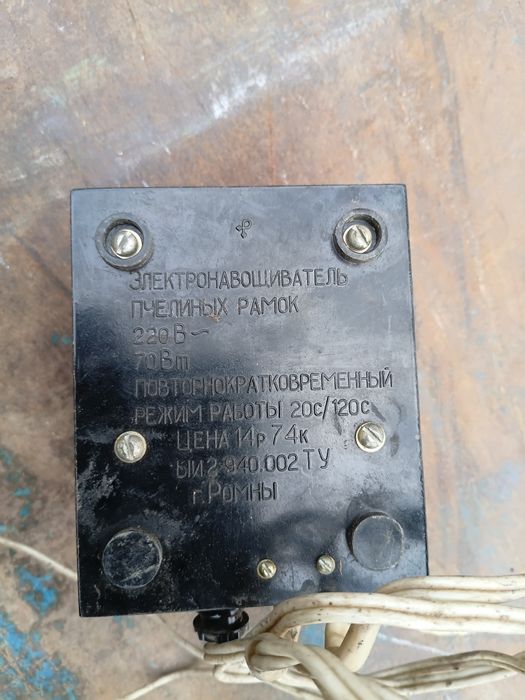 ЭЛЕКТРОНАВОЩИВАТЕЛЬ
ПЧЕЛИНЫХ РАМОК
220 В ~
70 Вт
ПОВТОРНОКРАТКОВРЕМЕННЫЙ
РЕЖИМ РАБОТЫ 20с/120с
ЦЕНА 14р 74к
ЫИ2.940.002 ТУ
г. РОМНЫ